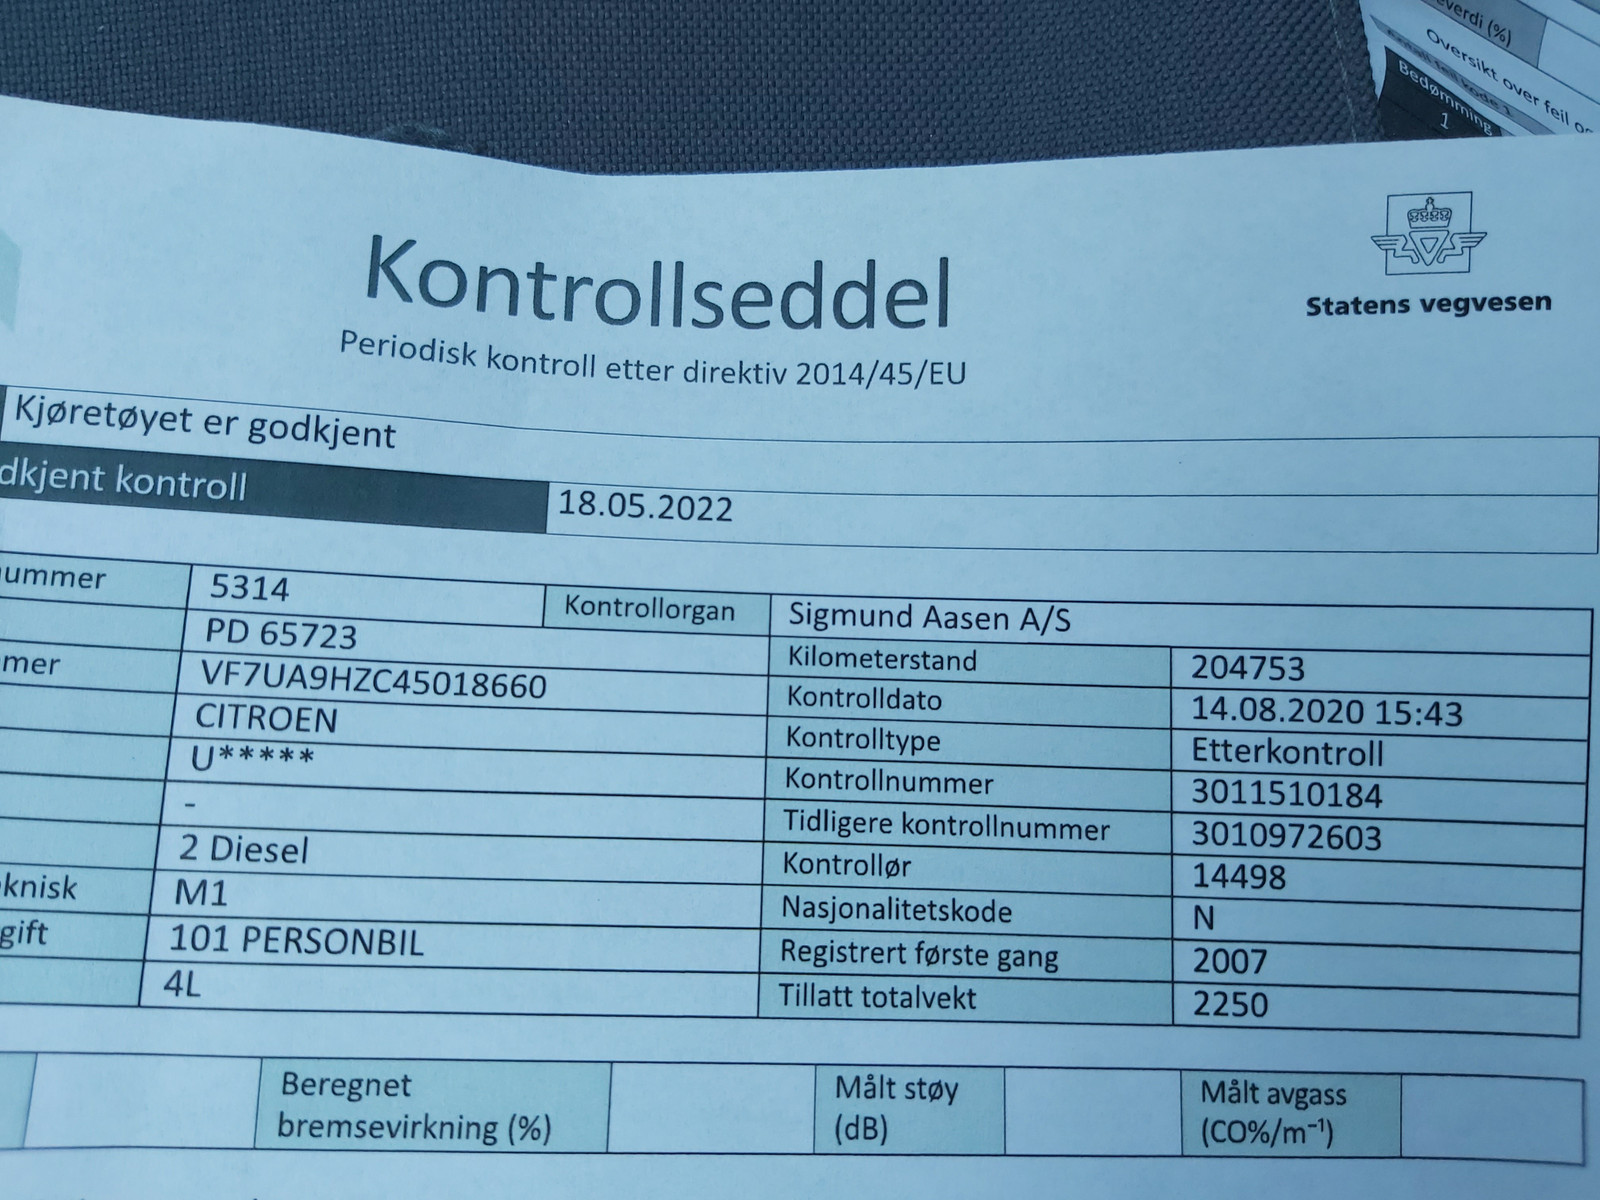 everdi (%)
Oversikt over feil og
Bedømming
1
Statens vegvesen
Kontrollseddel
Periodisk kontroll etter direktiv 2014/45/EU
Kjøretøyet er godkjent
dkjent kontroll 18.05.2022
ummer 5314 Kontrollorgan Sigmund Aasen A/S
PD 65723 Kilometerstand 204753
mer VF7UA9HZC45018660 Kontrolldato 14.08.2020 15:43
CITROEN Kontrolltype Etterkontroll
U***** Kontrollnummer 3011510184
- Tidligere kontrollnummer 3010972603
2 Diesel Kontrollør 14498
knisk M1 Nasjonalitetskode N
gift 101 PERSONBIL Registrert første gang 2007
4L Tillatt totalvekt 2250
Beregnet Målt støy Målt avgass
bremsevirkning (%) (dB) (CO%/m⁻¹)